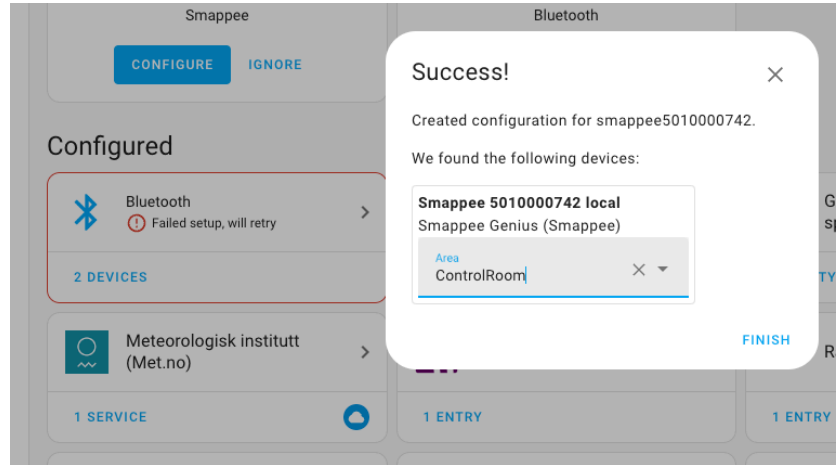 Smappee
Bluetooth
CONFIGURE
IGNORE
Success!
Created configuration for smappee5010000742.
We found the following devices:
Smappee 5010000742 local
Smappee Genius (Smappee)
Area
ControlRoom
FINISH
Configured
Bluetooth
Failed setup, will retry
2 DEVICES
Meteorologisk institutt
(Met.no)
1 SERVICE
1 ENTRY
1 ENTRY